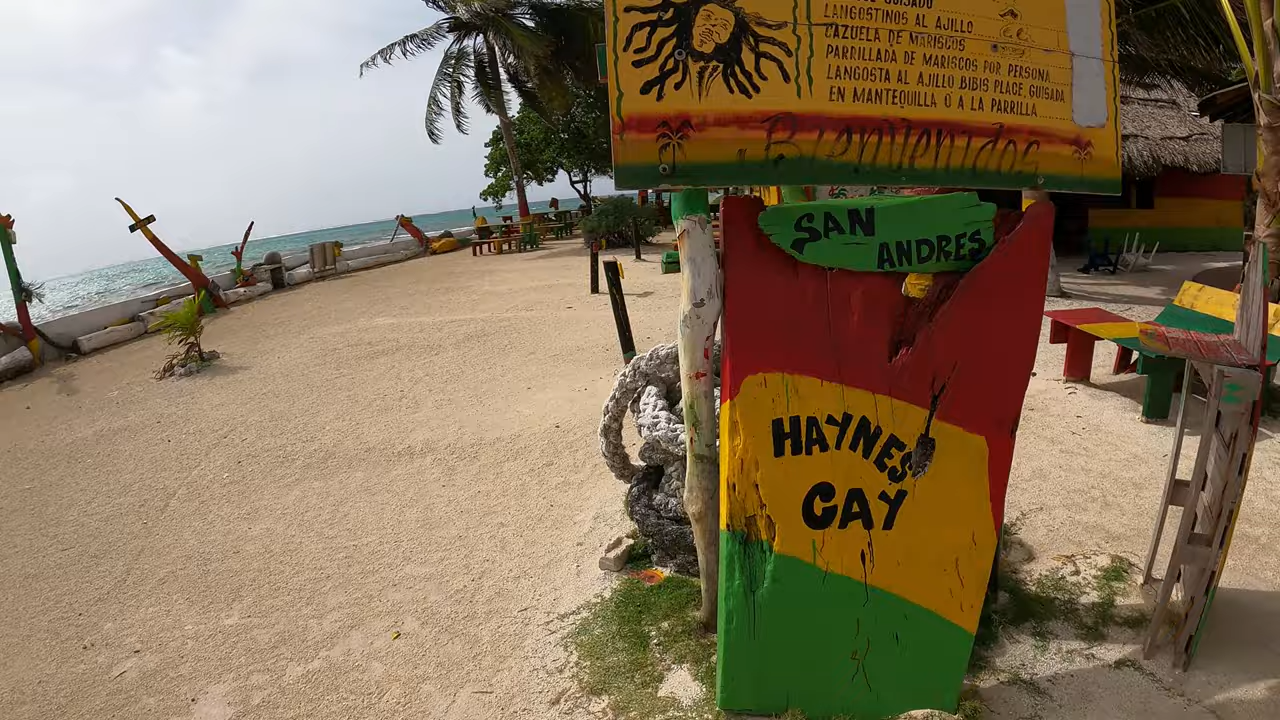 GUISADO
LANGOSTINOS AL AJILLO
CAZUELA DE MARISCOS
PARRILLADA DE MARISCOS POR PERSONA
LANGOSTA AL AJILLO BIBIS PLACE, GUISADA
EN MANTEQUILLA O A LA PARRILLA
Bienvenidos
SAN ANDRES
HAYNES
CAY